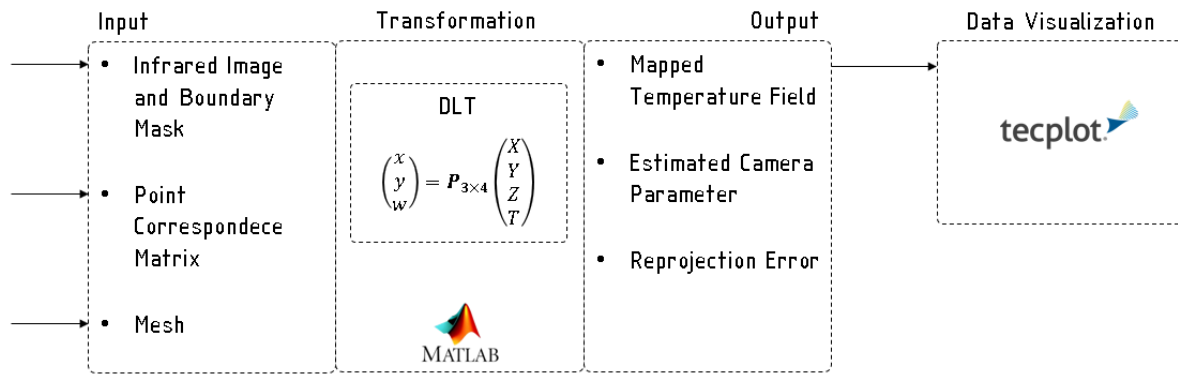 Input
Transformation
Output
Data Visualization
• Infrared Image
and Boundary
Mask
• Point
Correspondece
Matrix
• Mesh
DLT
(x y w) = P3×4 (X Y Z T)
MATLAB
• Mapped
Temperature Field
• Estimated Camera
Parameter
• Reprojection Error
tecplot.